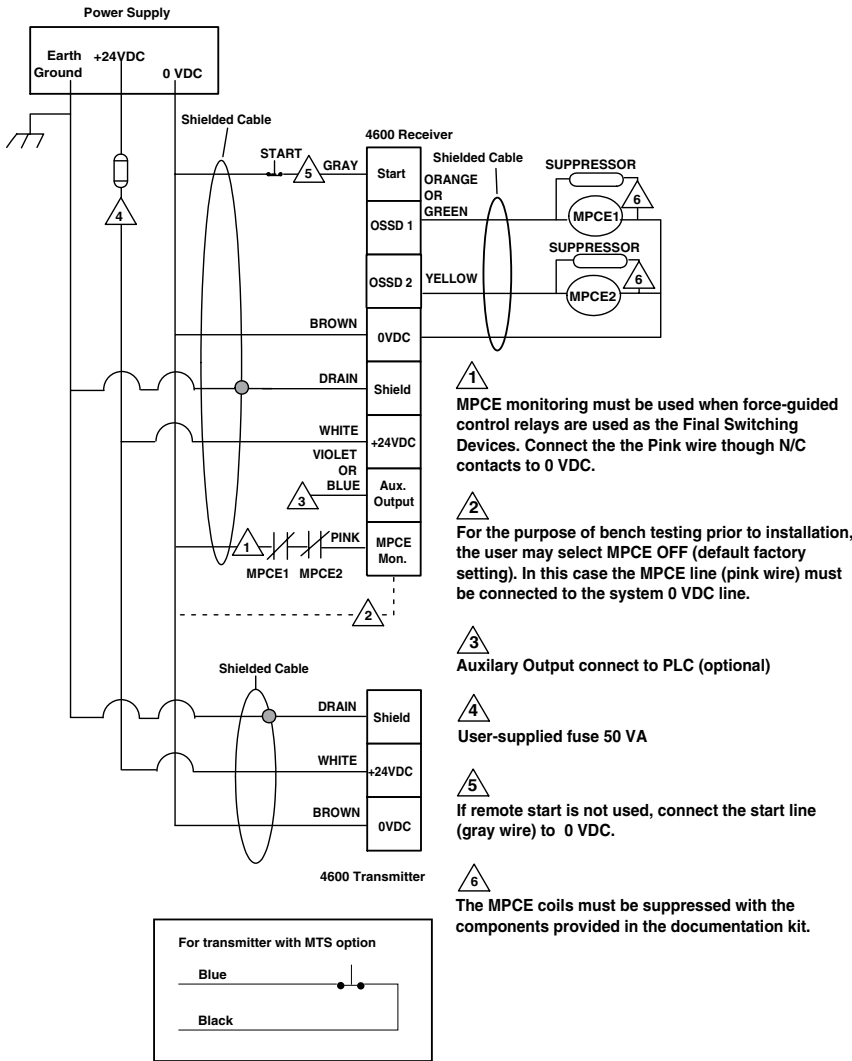 Power Supply
Earth
Ground
+24VDC
0 VDC
Shielded Cable
4600 Receiver
START
5
GRAY
Start
Shielded Cable
ORANGE
OR
GREEN
OSSD 1
SUPPRESSOR
6
MPCE1
4
SUPPRESSOR
6
MPCE2
OSSD 2
YELLOW
BROWN
0VDC
DRAIN
Shield
WHITE
+24VDC
VIOLET
OR
BLUE
3
Aux.
Output
1
PINK
MPCE
Mon.
MPCE1
MPCE2
2
Shielded Cable
DRAIN
Shield
WHITE
+24VDC
BROWN
0VDC
4600 Transmitter
For transmitter with MTS option
Blue
Black
1
MPCE monitoring must be used when force-guided
control relays are used as the Final Switching
Devices. Connect the the Pink wire though N/C
contacts to 0 VDC.
2
For the purpose of bench testing prior to installation,
the user may select MPCE OFF (default factory
setting). In this case the MPCE line (pink wire) must
be connected to the system 0 VDC line.
3
Auxilary Output connect to PLC (optional)
4
User-supplied fuse 50 VA
5
If remote start is not used, connect the start line
(gray wire) to 0 VDC.
6
The MPCE coils must be suppressed with the
components provided in the documentation kit.